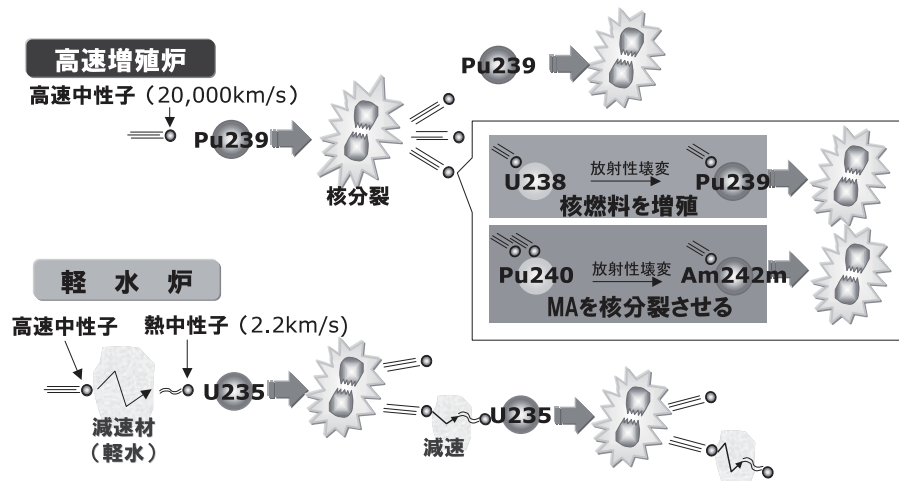 高速増殖炉
高速中性子（20,000km/s）
Pu239
核分裂
Pu239
U238
放射性壊変
Pu239
核燃料を増殖
Pu240
放射性壊変
Am242m
MAを核分裂させる
軽水炉
高速中性子
熱中性子（2.2km/s)
減速材
（軽水）
U235
減速
U235